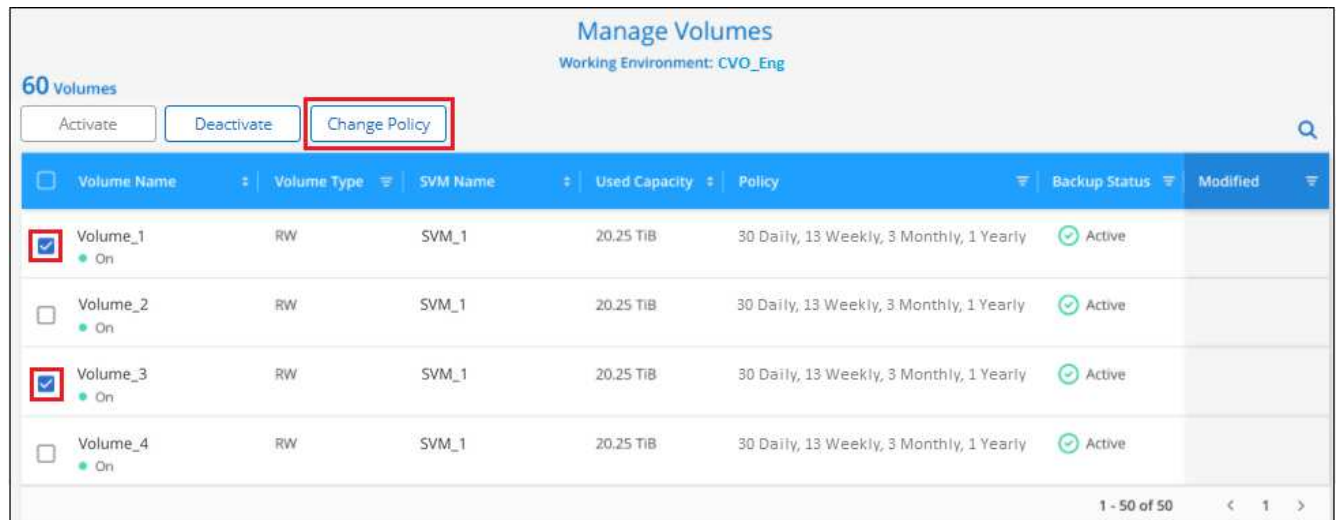 Manage Volumes
Working Environment: CVO_Eng
60 Volumes
Activate Deactivate Change Policy
Volume Name Volume Type SVM Name Used Capacity Policy Backup Status Modified
Volume_1 RW SVM_1 20.25 TiB 30 Daily, 13 Weekly, 3 Monthly, 1 Yearly Active
On
Volume_2 RW SVM_1 20.25 TiB 30 Daily, 13 Weekly, 3 Monthly, 1 Yearly Active
On
Volume_3 RW SVM_1 20.25 TiB 30 Daily, 13 Weekly, 3 Monthly, 1 Yearly Active
On
Volume_4 RW SVM_1 20.25 TiB 30 Daily, 13 Weekly, 3 Monthly, 1 Yearly Active
On
1 - 50 of 50 < 1 >